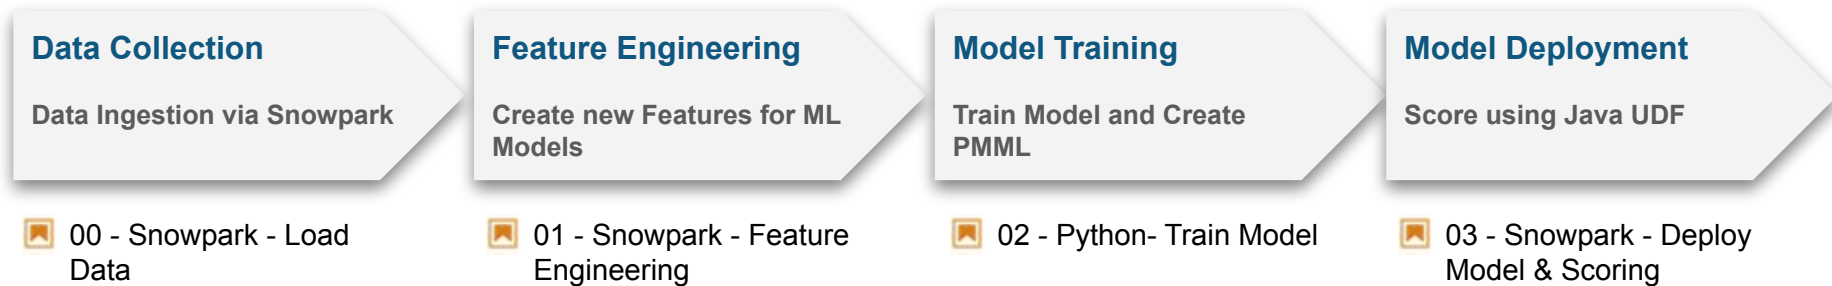 Data Collection
Data Ingestion via Snowpark
Feature Engineering
Create new Features for ML
Models
Model Training
Train Model and Create
PMML
Model Deployment
Score using Java UDF
00 - Snowpark - Load
Data
01 - Snowpark - Feature
Engineering
02 - Python- Train Model
03 - Snowpark - Deploy
Model & Scoring